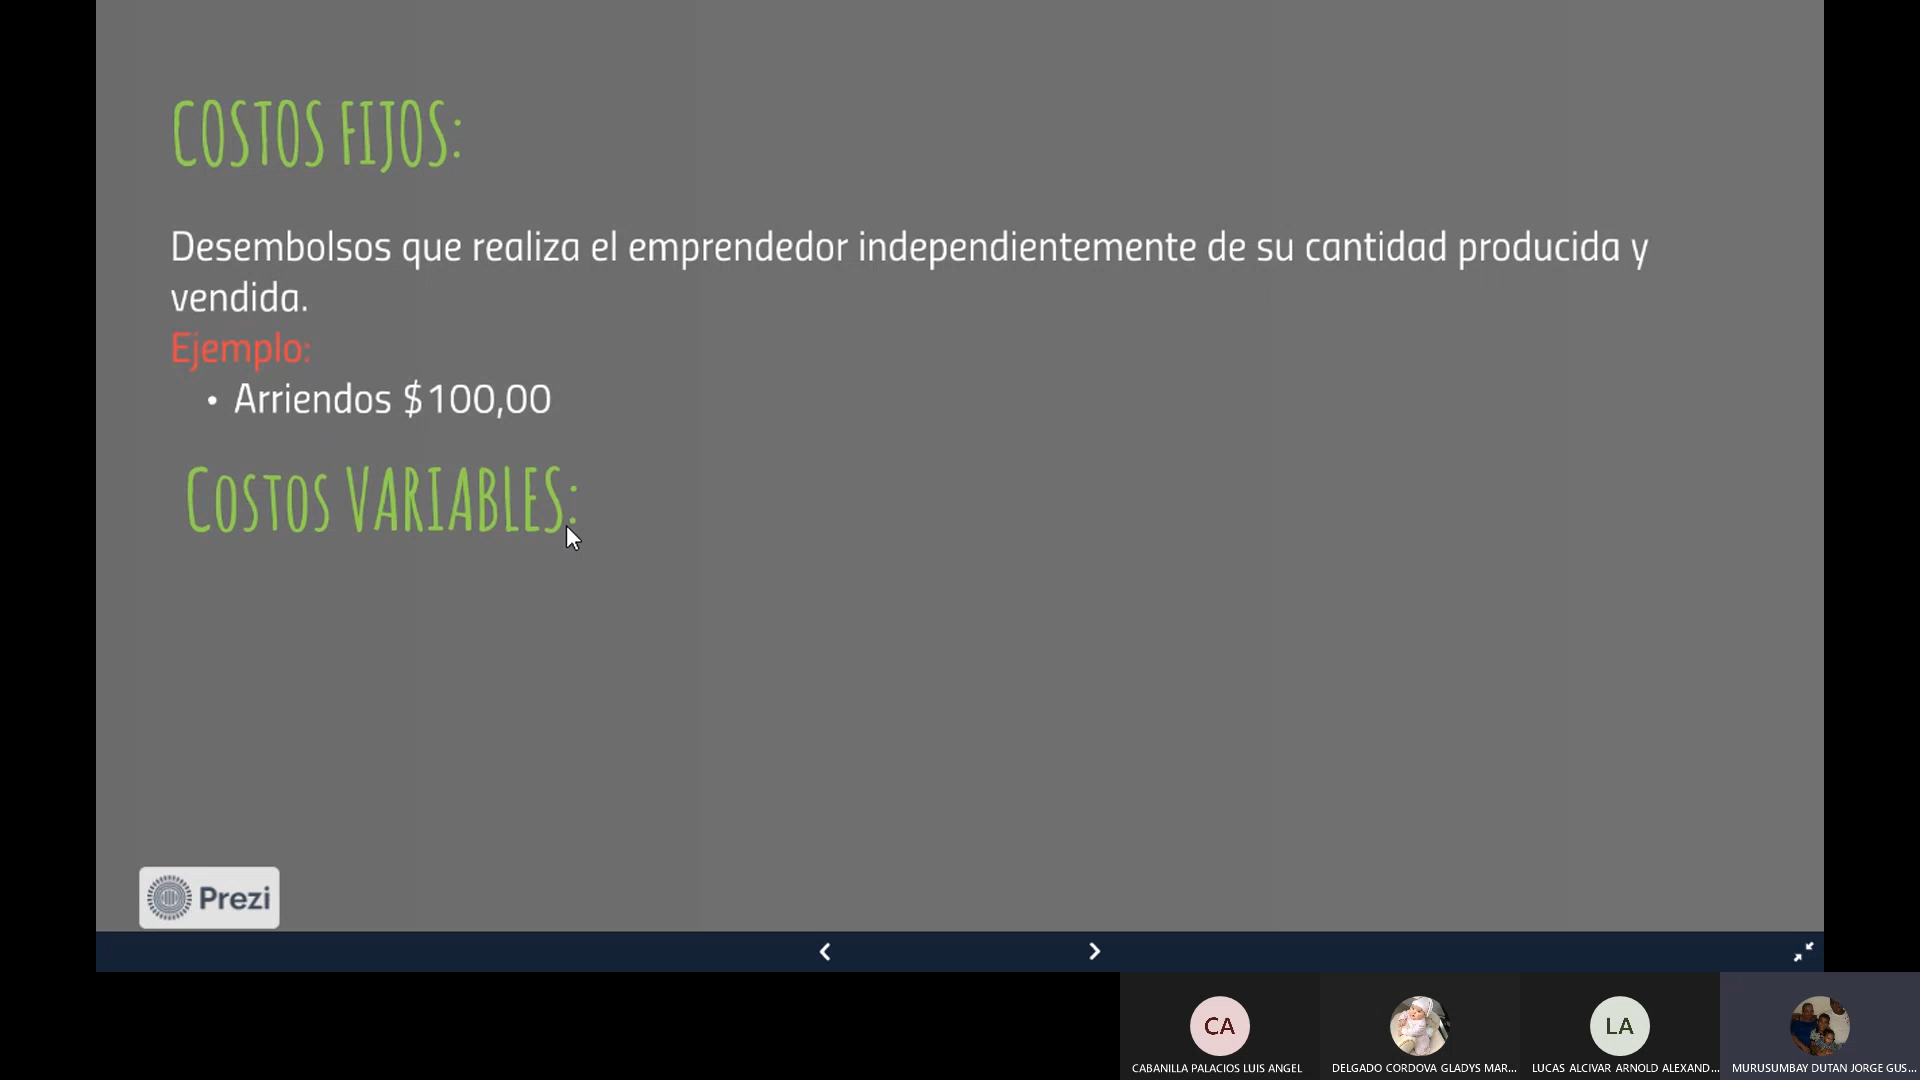 COSTOS FIJOS:
Desembolsos que realiza el emprendedor independientemente de su cantidad producida y
vendida.
Ejemplo:
• Arriendos $100,00
Costos VARIABLES:
Prezi
CA
LA
CABANILLA PALACIOS LUIS ANGEL
DELGADO CORDOVA GLADYS MAR...
LUCAS ALCIVAR ARNOLD ALEXAND...
MURUSUMBAY DUTAN JORGE GUS...